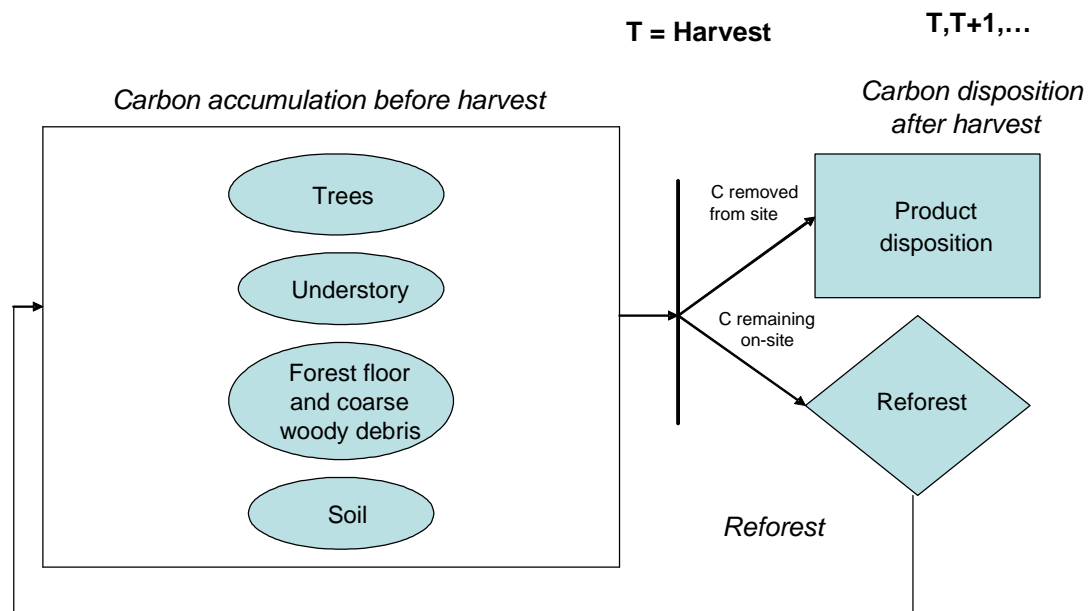 T = Harvest
T,T+1,…
Carbon accumulation before harvest
Carbon disposition
after harvest
Trees
Understory
Forest floor
and coarse
woody debris
Soil
C removed
from site
Product
disposition
C remaining
on-site
Reforest
Reforest